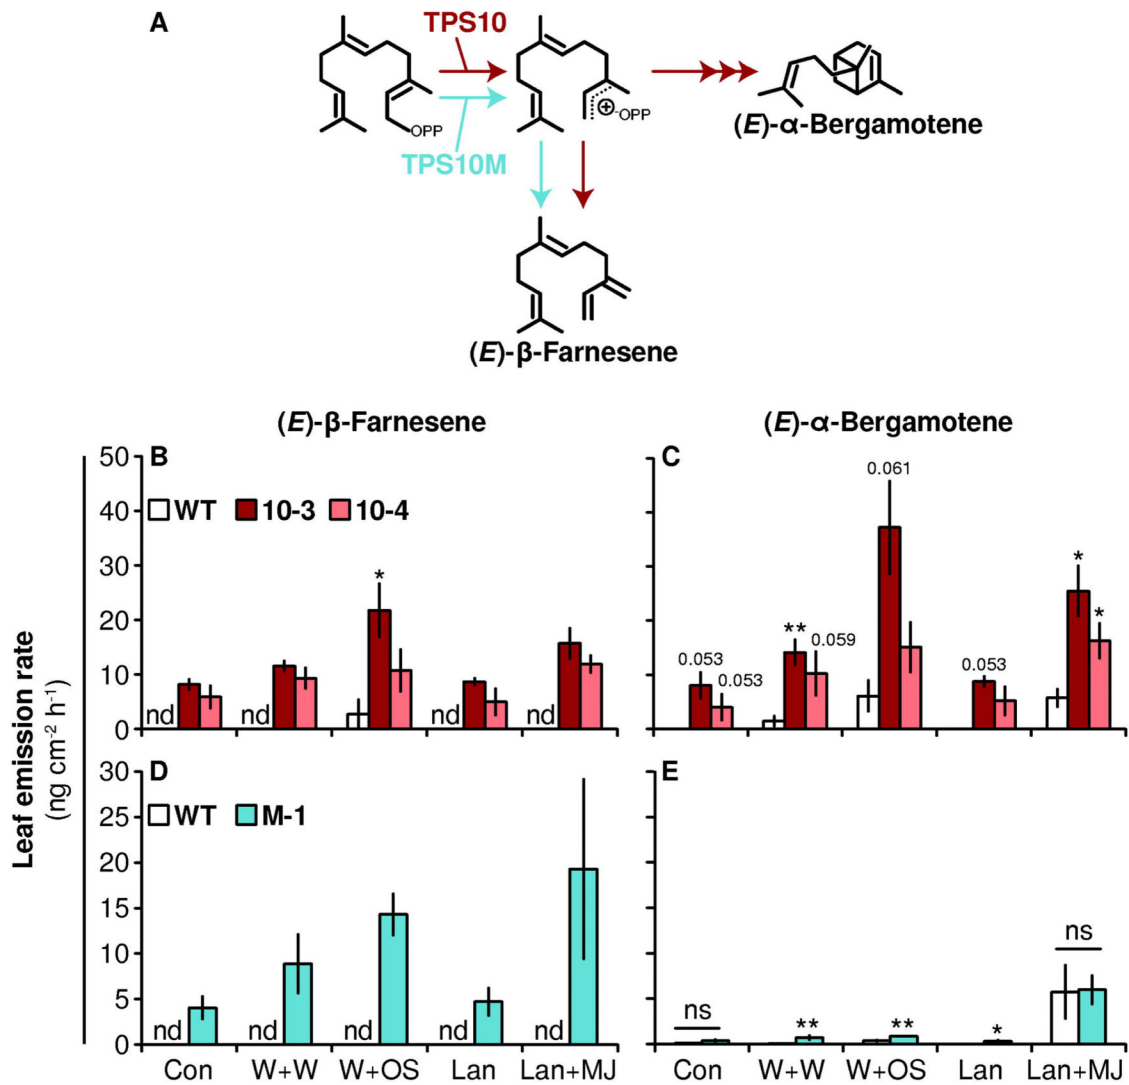 A
TPS10
OPP
⊕-OPP
TPS10M
(E)-α-Bergamotene
(E)-β-Farnesene
(E)-β-Farnesene
(E)-α-Bergamotene
Leaf emission rate
(ng cm-2 h-1)
B
50
40
30
20
10
0
WT 10-3 10-4
nd nd * nd nd
C
0.053 0.053 ** 0.059 0.061 0.053 * *
D
30
25
20
15
10
5
0
WT M-1
nd nd nd nd nd
Con W+W W+OS Lan Lan+MJ
E
ns ** ** * ns
Con W+W W+OS Lan Lan+MJ